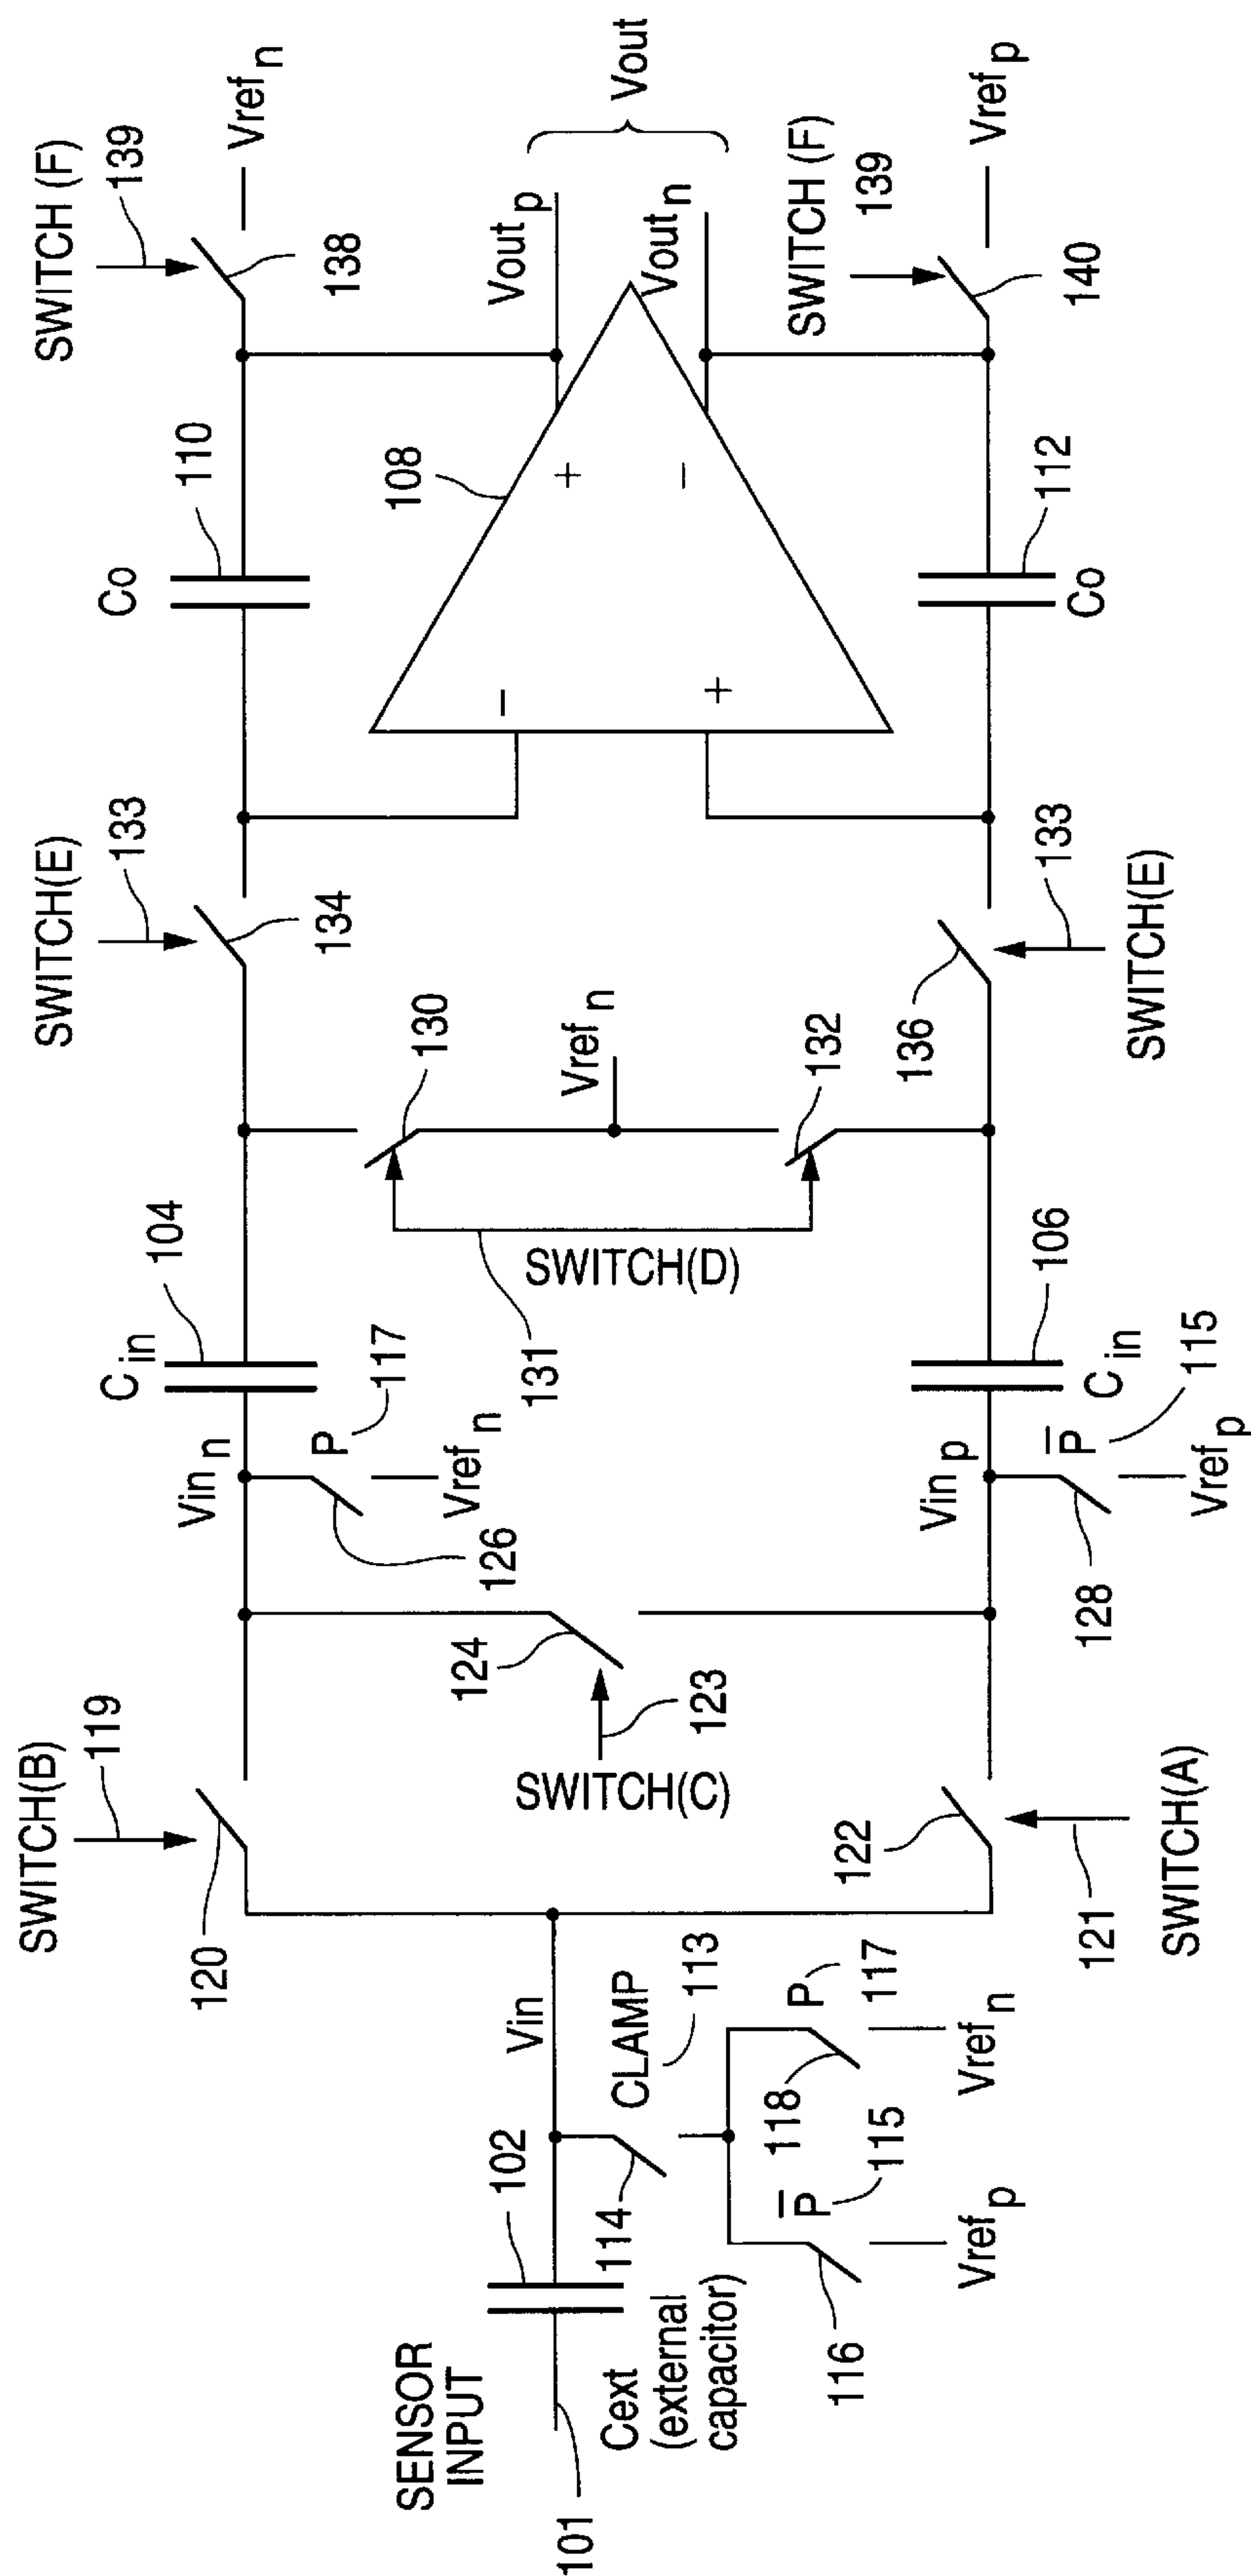 SENSOR
INPUT
101
102
Cext
(external
capacitor)
Vin
114
CLAMP
113
116
P̅
115
Vref p
118
P
117
Vref n
SWITCH(B)
119
120
122
121
SWITCH(A)
124
123
SWITCH(C)
Vin n
126
P
117
Vref n
Vin p
128
P̅
115
Vref p
C in
104
106
C in
130
131
SWITCH(D)
Vref n
132
SWITCH(E)
133
134
136
133
SWITCH(E)
Co
110
108
−
+
+
−
112
Co
SWITCH (F)
139
138
Vref n
Vout p
Vout n
Vout
SWITCH (F)
139
140
Vref p